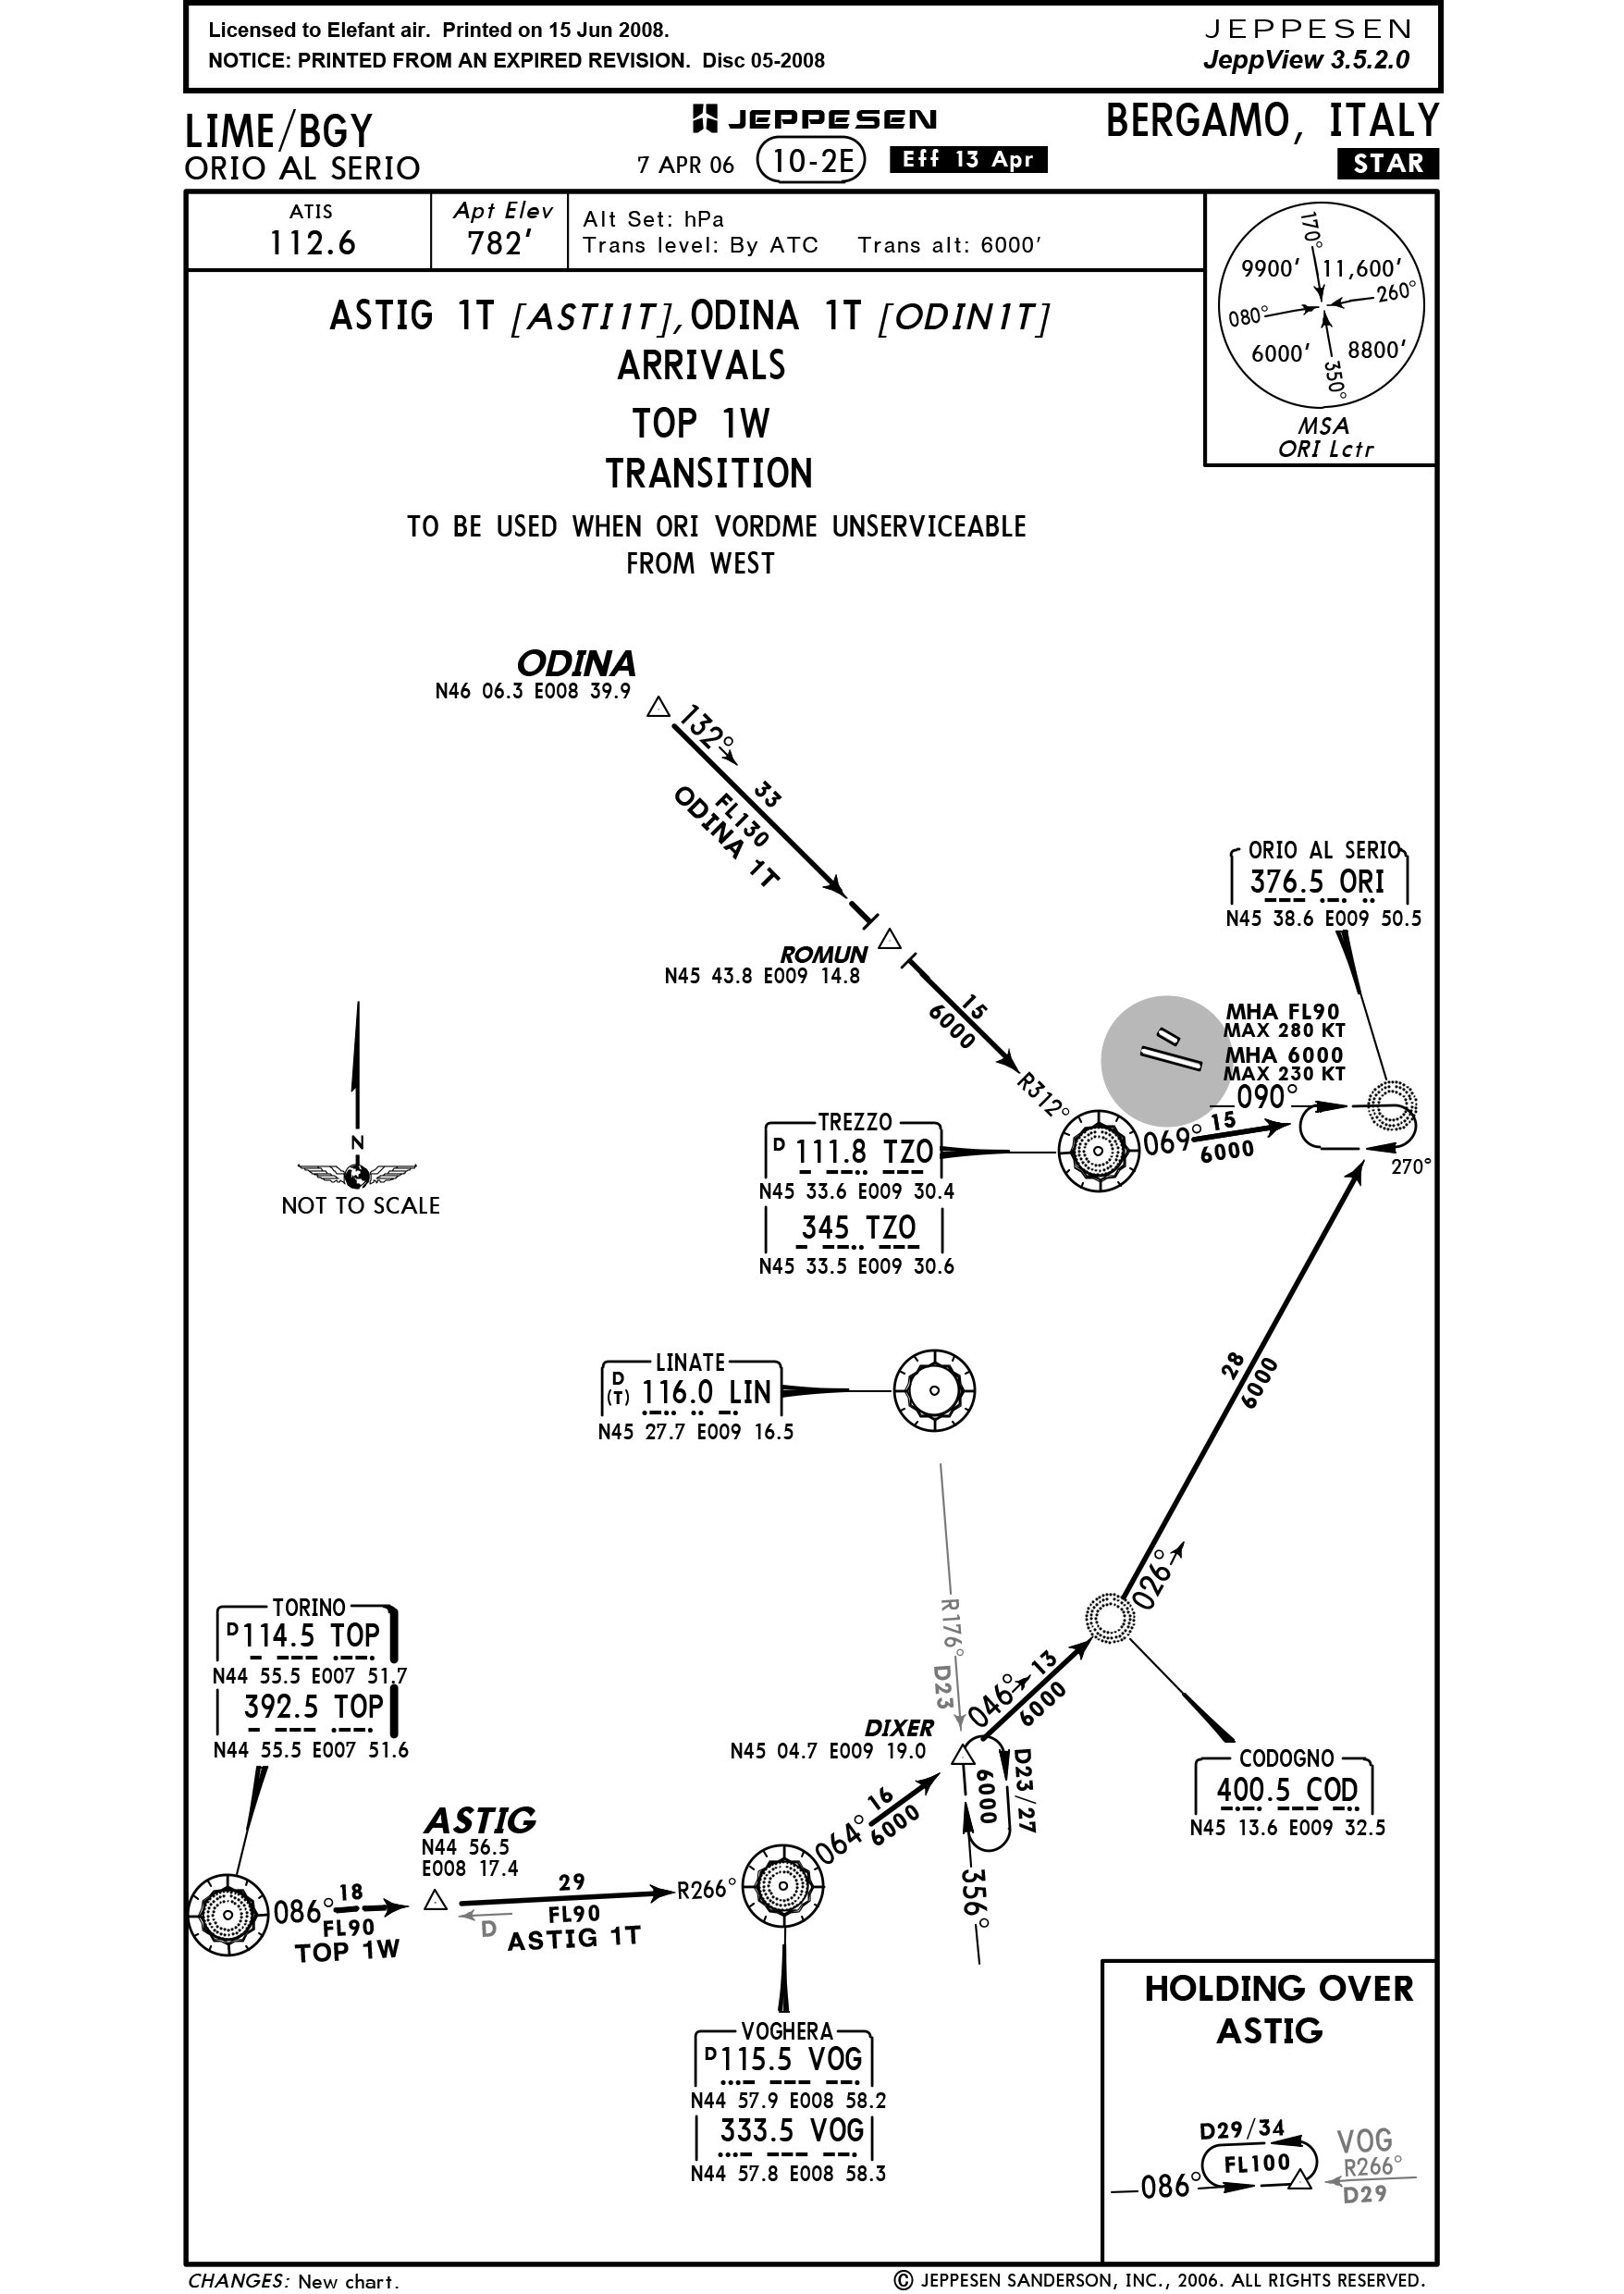 Licensed to Elefant air. Printed on 15 Jun 2008.
NOTICE: PRINTED FROM AN EXPIRED REVISION. Disc 05-2008
JEPPESEN
JeppView 3.5.2.0
LIME/BGY
ORIO AL SERIO
JEPPESEN
7 APR 06 10-2E Eff 13 Apr
BERGAMO, ITALY
STAR
ATIS
112.6
Apt Elev
782'
Alt Set: hPa
Trans level: By ATC Trans alt: 6000'
170°
9900' 11,600'
260°
080°
6000' 8800'
350°
MSA
ORI Lctr
ASTIG 1T [ASTI1T], ODINA 1T [ODIN1T]
ARRIVALS
TOP 1W
TRANSITION
TO BE USED WHEN ORI VORDME UNSERVICEABLE
FROM WEST
ODINA
N46 06.3 E008 39.9
132°
33
FL130
ODINA 1T
ROMUN
N45 43.8 E009 14.8
15
6000
R312°
ORIO AL SERIO
376.5 ORI
N45 38.6 E009 50.5
MHA FL90
MAX 280 KT
MHA 6000
MAX 230 KT
090°
069° 15
6000
270°
TREZZO
D 111.8 TZO
N45 33.6 E009 30.4
345 TZO
N45 33.5 E009 30.6
N
NOT TO SCALE
LINATE
D
(T) 116.0 LIN
N45 27.7 E009 16.5
28
6000
R176°
D23
026°
TORINO
D 114.5 TOP
N44 55.5 E007 51.7
392.5 TOP
N44 55.5 E007 51.6
046° 13
6000
DIXER
N45 04.7 E009 19.0
6000
D23/27
356°
CODOGNO
400.5 COD
N45 13.6 E009 32.5
ASTIG
N44 56.5
E008 17.4
064° 16
6000
086° 18
FL90
TOP 1W
29
FL90
D
ASTIG 1T
R266°
VOGHERA
D 115.5 VOG
N44 57.9 E008 58.2
333.5 VOG
N44 57.8 E008 58.3
HOLDING OVER
ASTIG
D29/34
FL100
086°
VOG
R266°
D29
CHANGES: New chart.
© JEPPESEN SANDERSON, INC., 2006. ALL RIGHTS RESERVED.